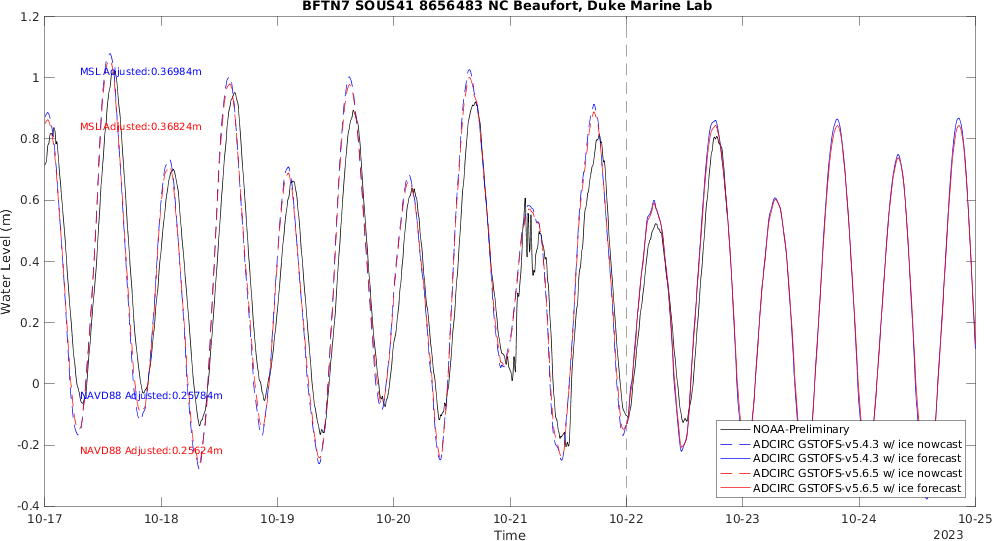 BFTN7 SOUS41 8656483 NC Beaufort, Duke Marine Lab
1.2
1
0.8
0.6
0.4
0.2
0
-0.2
-0.4
Water Level (m)
MSL Adjusted:0.36984m
MSL Adjusted:0.36824m
NAVD88 Adjusted:0.25784m
NAVD88 Adjusted:0.25624m
NOAA-Preliminary
ADCIRC GSTOFS-v5.4.3 w/ ice nowcast
ADCIRC GSTOFS-v5.4.3 w/ ice forecast
ADCIRC GSTOFS-v5.6.5 w/ ice nowcast
ADCIRC GSTOFS-v5.6.5 w/ ice forecast
10-17 10-18 10-19 10-20 10-21 10-22 10-23 10-24 10-25
Time
2023